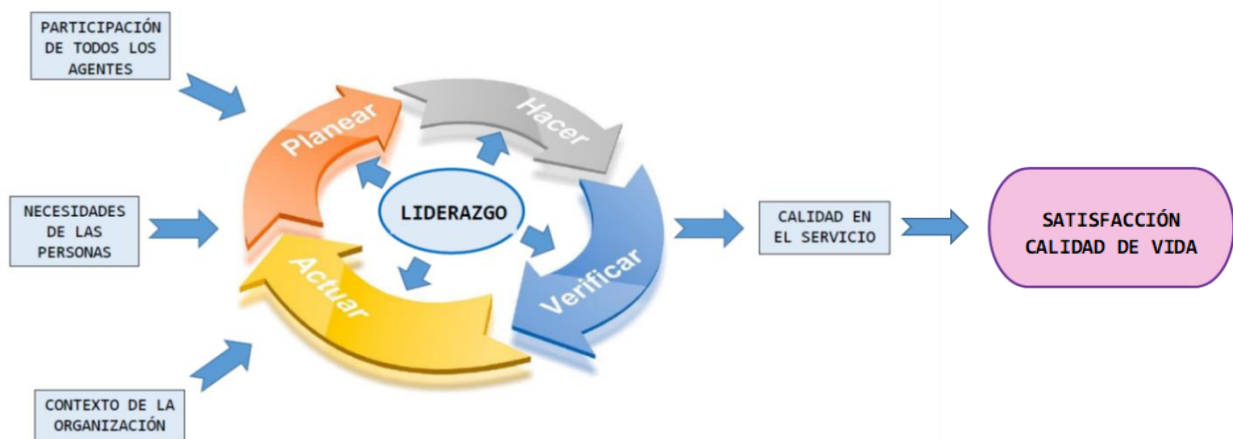 PARTICIPACIÓN
DE TODOS LOS
AGENTES
NECESIDADES
DE LAS
PERSONAS
CONTEXTO DE LA
ORGANIZACIÓN
Planear
Hacer
Verificar
Actuar
LIDERAZGO
CALIDAD EN
EL SERVICIO
SATISFACCIÓN
CALIDAD DE VIDA